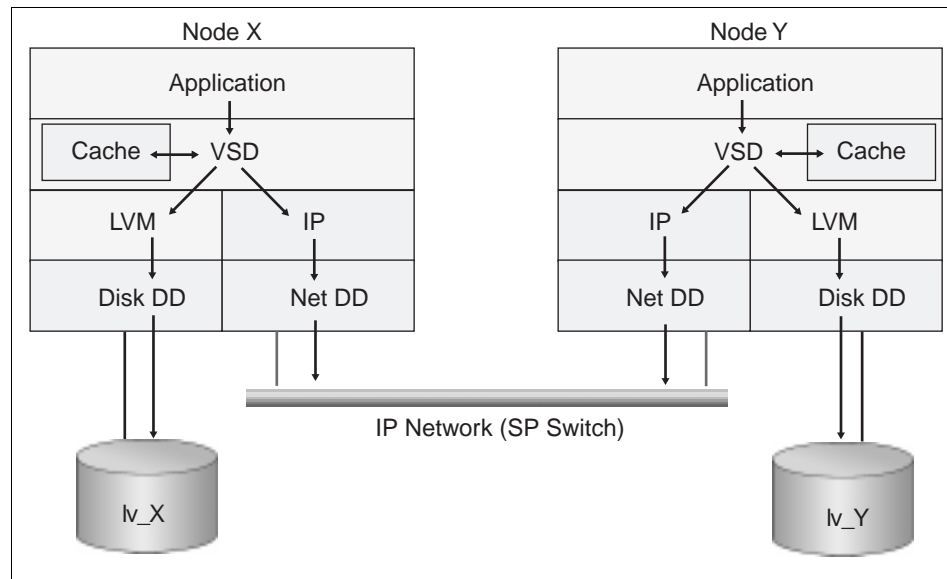 Node X
Node Y
Application
Application
Cache
VSD
VSD
Cache
LVM
IP
IP
LVM
Disk DD
Net DD
Net DD
Disk DD
IP Network (SP Switch)
lv_X
lv_Y